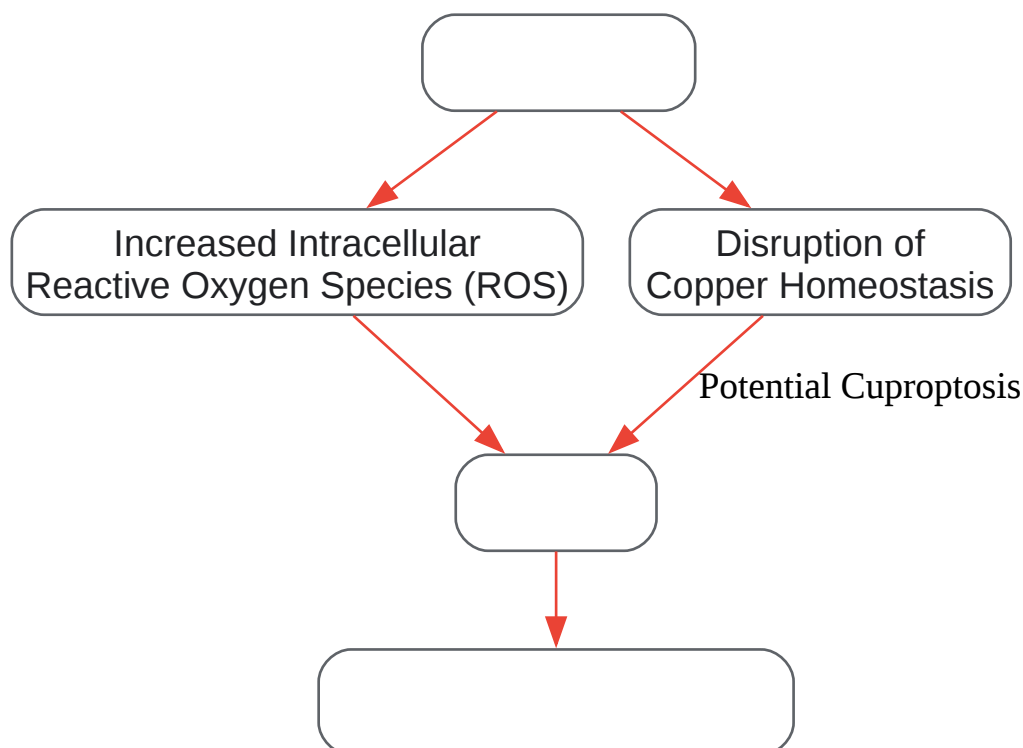 Increased Intracellular
Reactive Oxygen Species (ROS)
Disruption of
Copper Homeostasis
Potential Cuproptosis